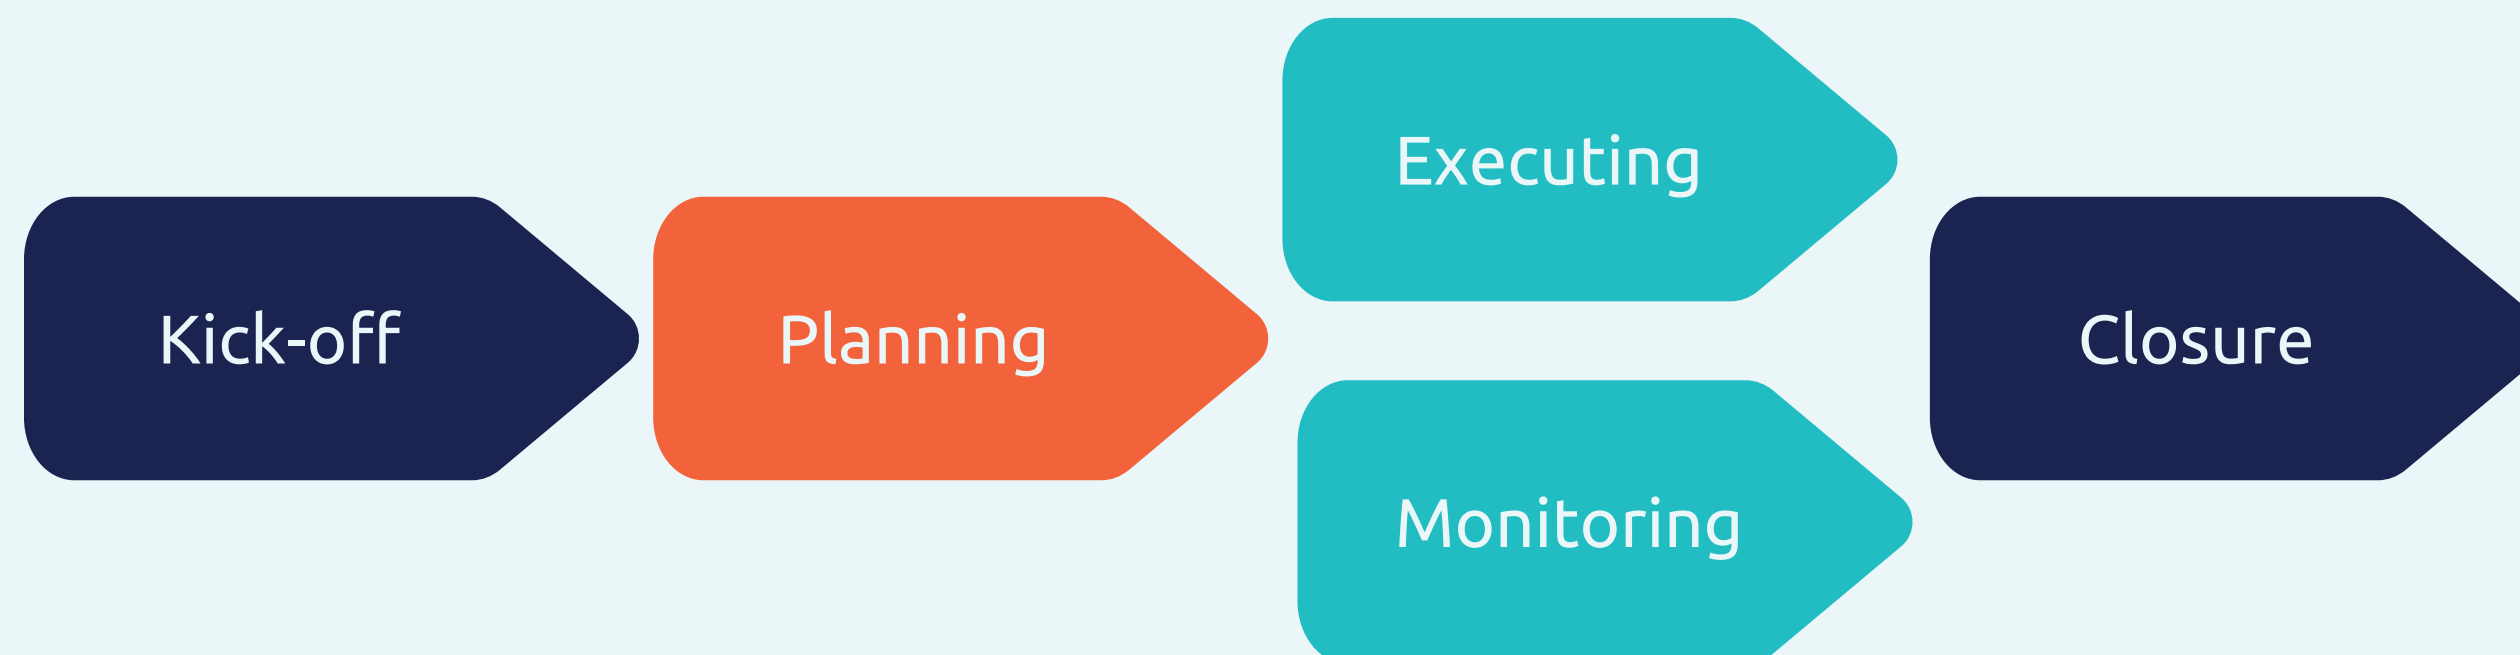 Kick-off
Planning
Executing
Monitoring
Closure